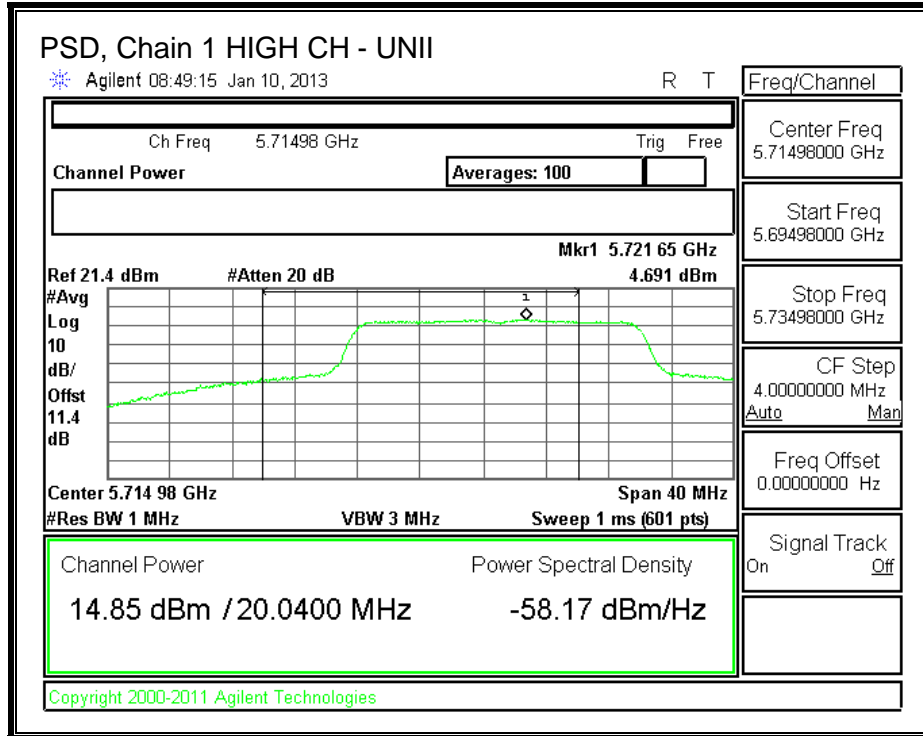 PSD, Chain 1 HIGH CH - UNII
Agilent 08:49:15 Jan 10, 2013 R T
Ch Freq 5.71498 GHz Trig Free
Channel Power Averages: 100
Mkr1 5.721 65 GHz
Ref 21.4 dBm #Atten 20 dB 4.691 dBm
#Avg
Log
10
dB/
Offst
11.4
dB
1
Center 5.714 98 GHz Span 40 MHz
#Res BW 1 MHz VBW 3 MHz Sweep 1 ms (601 pts)
Channel Power Power Spectral Density
14.85 dBm / 20.0400 MHz -58.17 dBm/Hz
Copyright 2000-2011 Agilent Technologies
Freq/Channel
Center Freq
5.71498000 GHz
Start Freq
5.69498000 GHz
Stop Freq
5.73498000 GHz
CF Step
4.00000000 MHz
Auto Man
Freq Offset
0.00000000 Hz
Signal Track
On Off